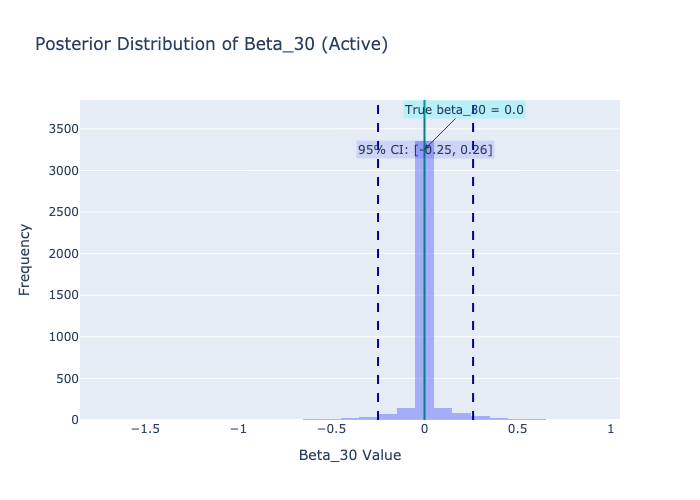 Posterior Distribution of Beta_30 (Active)
True beta_30 = 0.0
95% CI: [-0.25, 0.26]
3500
3000
2500
2000
1500
1000
500
0
Frequency
−1.5
−1
−0.5
0
0.5
1
Beta_30 Value